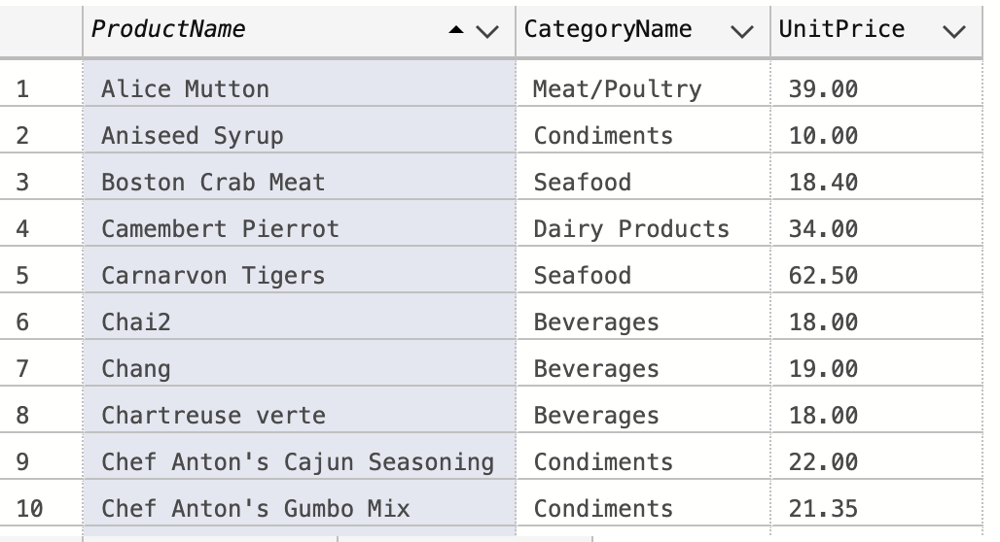 ProductName CategoryName UnitPrice
1 Alice Mutton Meat/Poultry 39.00
2 Aniseed Syrup Condiments 10.00
3 Boston Crab Meat Seafood 18.40
4 Camembert Pierrot Dairy Products 34.00
5 Carnarvon Tigers Seafood 62.50
6 Chai2 Beverages 18.00
7 Chang Beverages 19.00
8 Chartreuse verte Beverages 18.00
9 Chef Anton's Cajun Seasoning Condiments 22.00
10 Chef Anton's Gumbo Mix Condiments 21.35